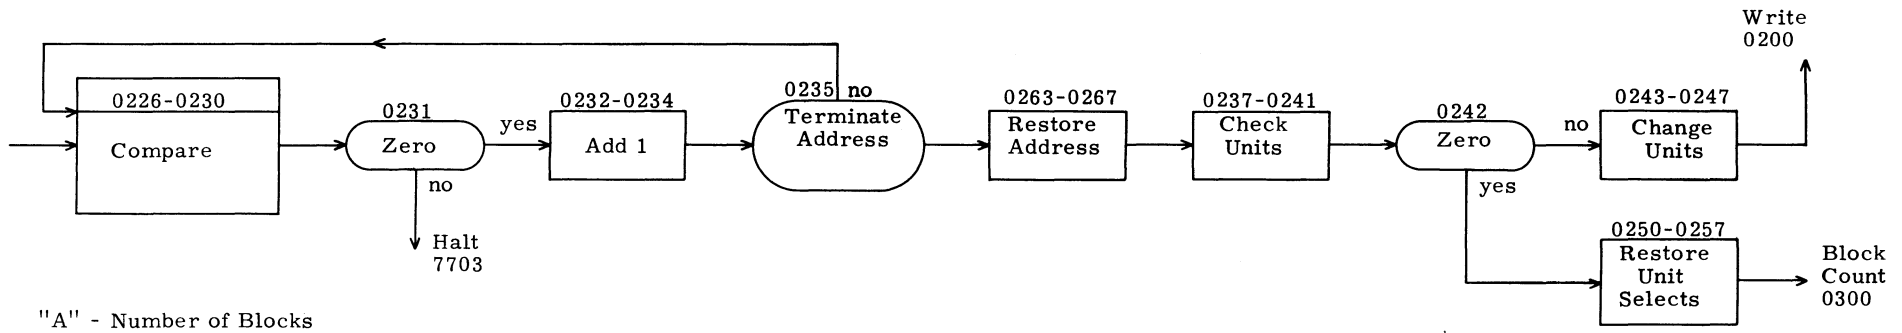 Write
0200
0226-0230
Compare
0231
Zero
yes
no
Halt
7703
0232-0234
Add 1
0235 no
Terminate
Address
0263-0267
Restore
Address
0237-0241
Check
Units
0242
Zero
no
yes
0243-0247
Change
Units
0250-0257
Restore
Unit
Selects
Block
Count
0300
"A" - Number of Blocks